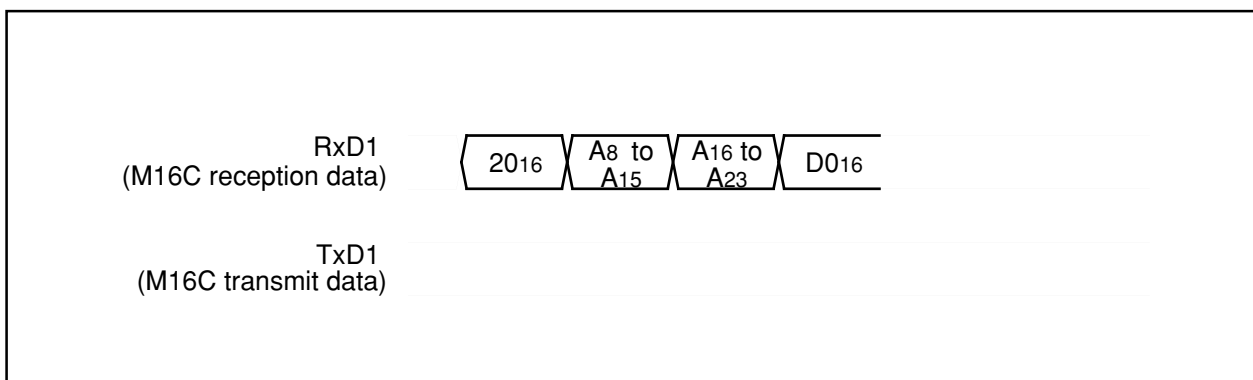 RxD1
(M16C reception data)
2016
A8 to
A15
A16 to
A23
D016
TxD1
(M16C transmit data)